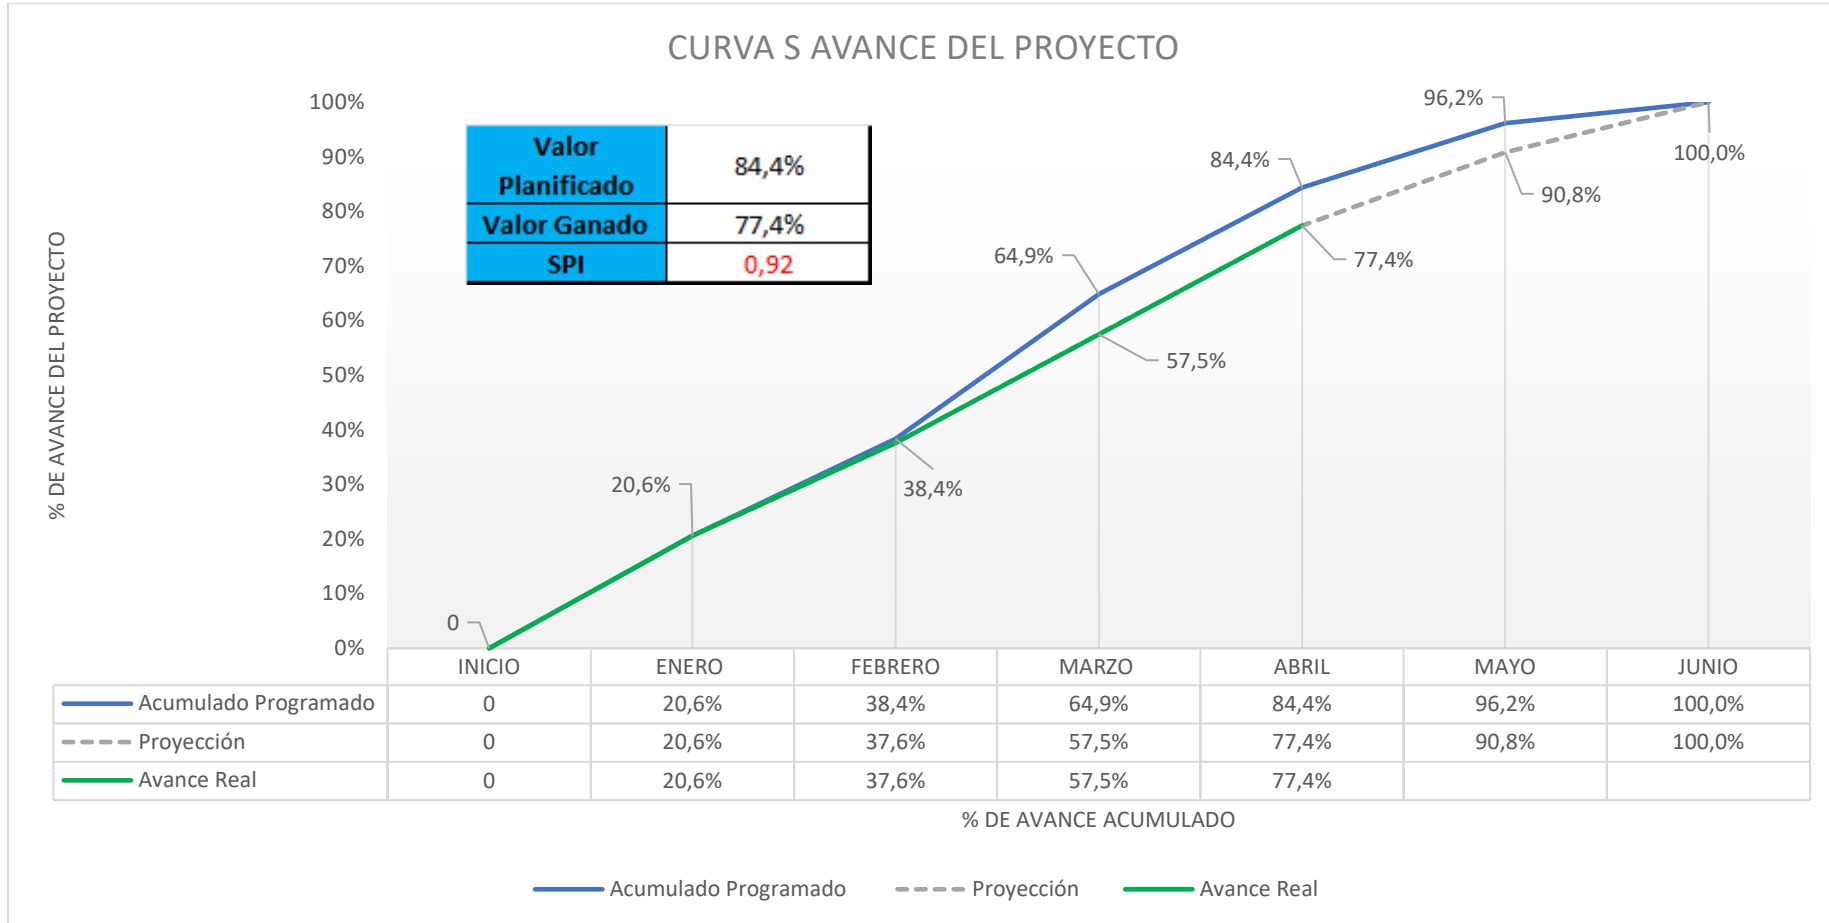 CURVA S AVANCE DEL PROYECTO
% DE AVANCE DEL PROYECTO
100%
90%
80%
70%
60%
50%
40%
30%
20%
10%
0%
Valor Planificado 84,4%
Valor Ganado 77,4%
SPI 0,92
0
20,6%
38,4%
64,9%
57,5%
84,4%
77,4%
96,2%
90,8%
100,0%
INICIO ENERO FEBRERO MARZO ABRIL MAYO JUNIO
Acumulado Programado 0 20,6% 38,4% 64,9% 84,4% 96,2% 100,0%
Proyección 0 20,6% 37,6% 57,5% 77,4% 90,8% 100,0%
Avance Real 0 20,6% 37,6% 57,5% 77,4%
% DE AVANCE ACUMULADO
Acumulado Programado Proyección Avance Real